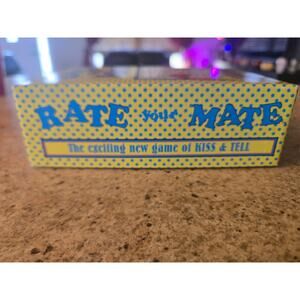 RATE your MATE
The exciting new game of KISS & TELL